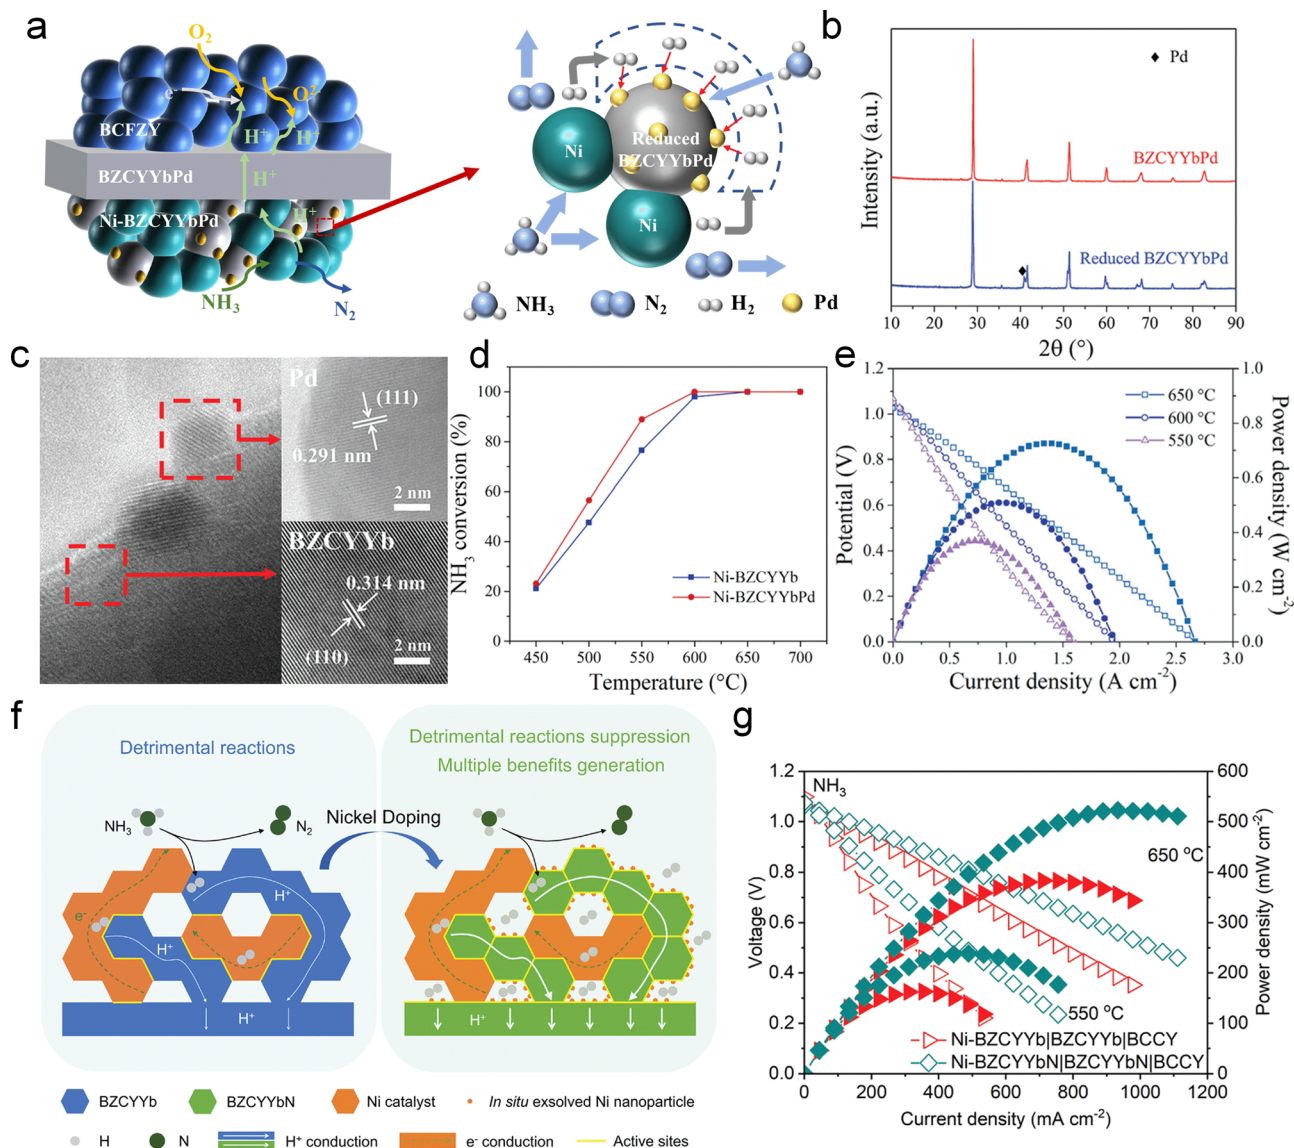 a
O2
e-
O2-
BCFZY
H+
H+
BZCYYbPd
H+
Ni-BZCYYbPd
H+
NH3
N2
Ni
Reduced
BZCYYbPd
Ni
NH3
N2
H2
Pd
b
Intensity (a.u.)
♦ Pd
BZCYYbPd
Reduced BZCYYbPd
10 20 30 40 50 60 70 80 90
2θ (°)
c
Pd
(111)
0.291 nm
2 nm
BZCYYb
0.314 nm
(110)
2 nm
d
NH3 conversion (%)
100
80
60
40
20
0
Ni-BZCYYb
Ni-BZCYYbPd
450 500 550 600 650 700
Temperature (°C)
e
Potential (V)
1.2
1.0
0.8
0.6
0.4
0.2
0.0
650 °C
600 °C
550 °C
1.0
0.8
0.6
0.4
0.2
0.0
Power density (W cm-2)
0.0 0.5 1.0 1.5 2.0 2.5 3.0
Current density (A cm-2)
f
Detrimental reactions
Detrimental reactions suppression
Multiple benefits generation
NH3
N2
Nickel Doping
H+
e-
H+
H+
H+
BZCYYb
BZCYYbN
Ni catalyst
In situ exsolved Ni nanoparticle
H
N
H+ conduction
e- conduction
Active sites
g
Voltage (V)
1.2
1.0
0.8
0.6
0.4
0.2
0.0
NH3
650 °C
550 °C
Ni-BZCYYb|BZCYYb|BCCY
Ni-BZCYYbN|BZCYYbN|BCCY
600
500
400
300
200
100
0
Power density (mW cm-2)
0 200 400 600 800 1000 1200
Current density (mA cm-2)